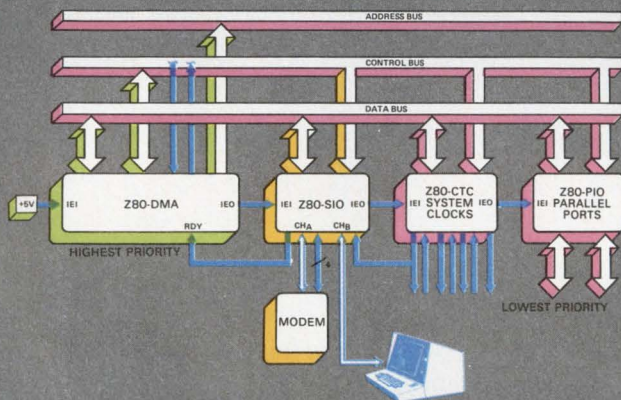 ADDRESS BUS
CONTROL BUS
DATA BUS
+5V
IEI Z80-DMA IEO
RDY
HIGHEST PRIORITY
IEI Z80-SIO IEO
CHA CHB
4
MODEM
Z80-CTC
IEI SYSTEM IEO
CLOCKS
Z80-PIO
IEI PARALLEL
PORTS
LOWEST PRIORITY